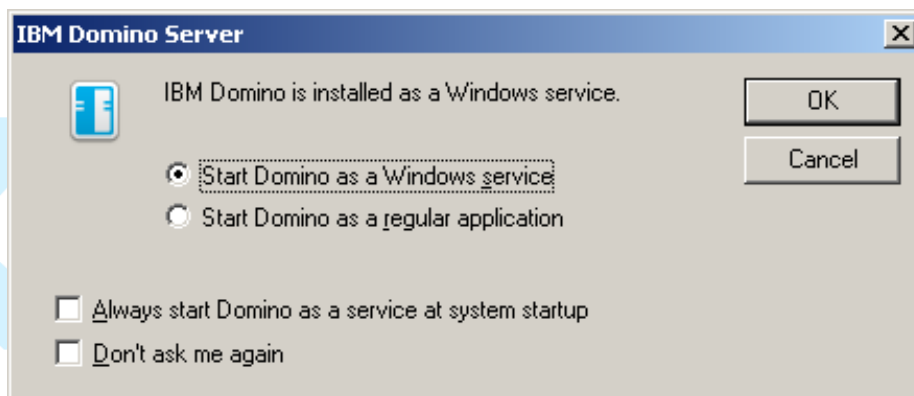 IBM Domino Server
IBM Domino is installed as a Windows service.
OK
Cancel
Start Domino as a Windows service
Start Domino as a regular application
Always start Domino as a service at system startup
Don't ask me again